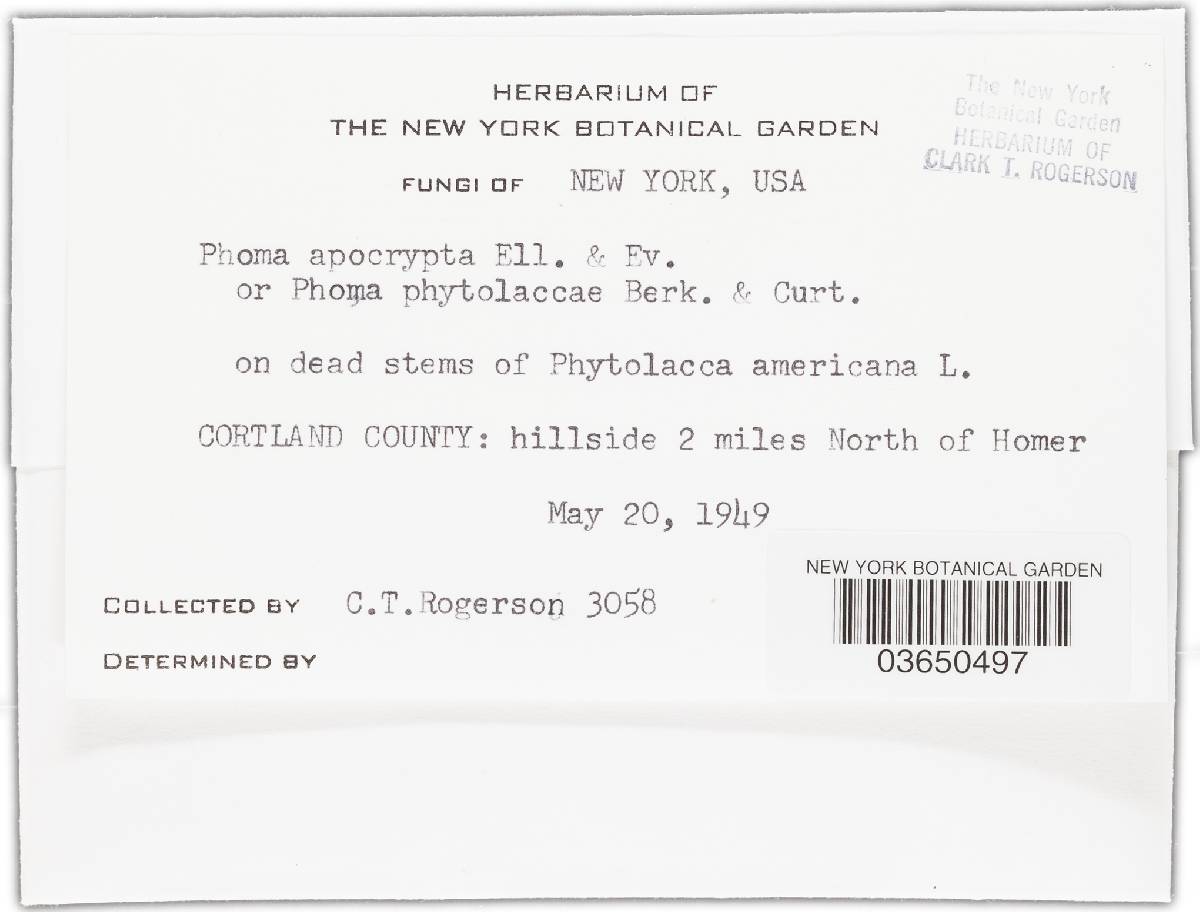 HERBARIUM OF
THE NEW YORK BOTANICAL GARDEN
The New York
Botanical Garden
HERBARIUM OF
CLARK T. ROGERSON
FUNGI OF NEW YORK, USA
Phoma apocrypta Ell. & Ev.
or Phoma phytolaccae Berk. & Curt.
on dead stems of Phytolacca americana L.
CORTLAND COUNTY: hillside 2 miles North of Homer
May 20, 1949
NEW YORK BOTANICAL GARDEN
03650497
COLLECTED BY C.T.Rogerson 3058
DETERMINED BY